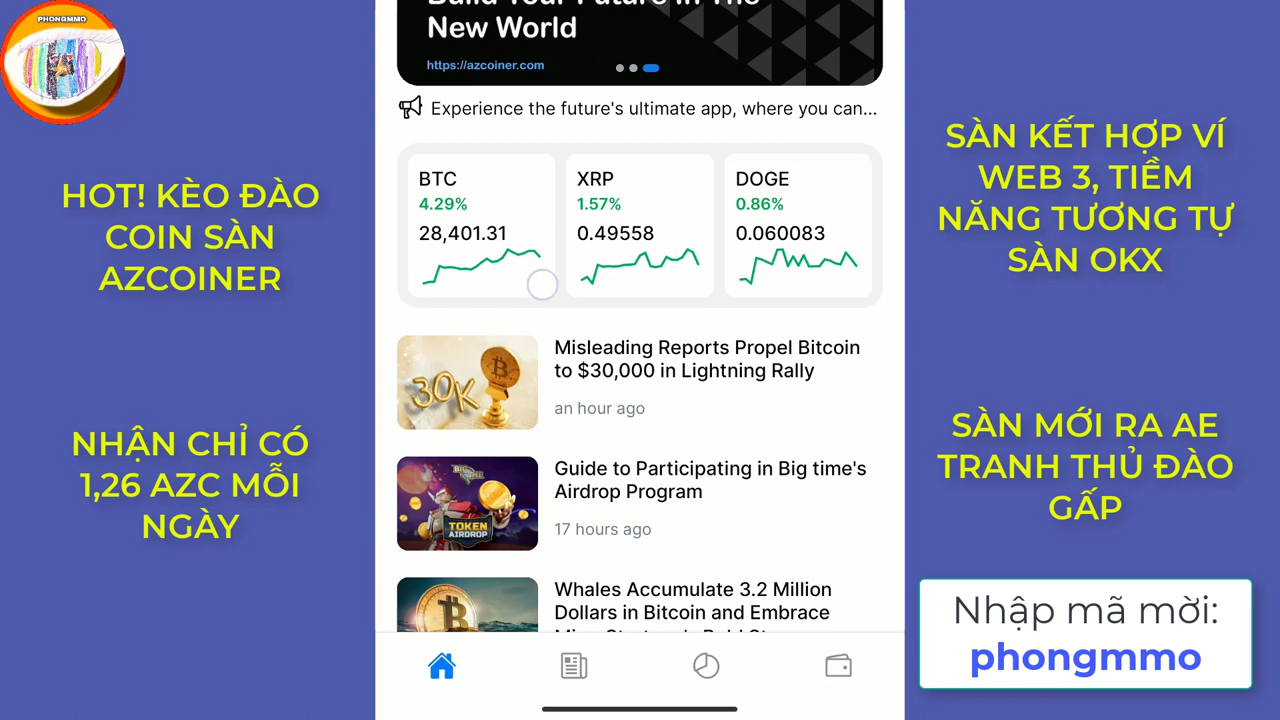 PHONGMMO
HOT! KÈO ĐÀO
COIN SÀN
AZCOINER
NHẬN CHỈ CÓ
1,26 AZC MỖI
NGÀY
New World
https://azcoiner.com
Experience the future's ultimate app, where you can...
BTC
4.29%
28,401.31
XRP
1.57%
0.49558
DOGE
0.86%
0.060083
30K
Misleading Reports Propel Bitcoin
to $30,000 in Lightning Rally
an hour ago
BIG TIME
TOKEN
AIRDROP
Guide to Participating in Big time's
Airdrop Program
17 hours ago
Whales Accumulate 3.2 Million
Dollars in Bitcoin and Embrace
SÀN KẾT HỢP VÍ
WEB 3, TIỀM
NĂNG TƯƠNG TỰ
SÀN OKX
SÀN MỚI RA AE
TRANH THỦ ĐÀO
GẤP
Nhập mã mời:
phongmmo